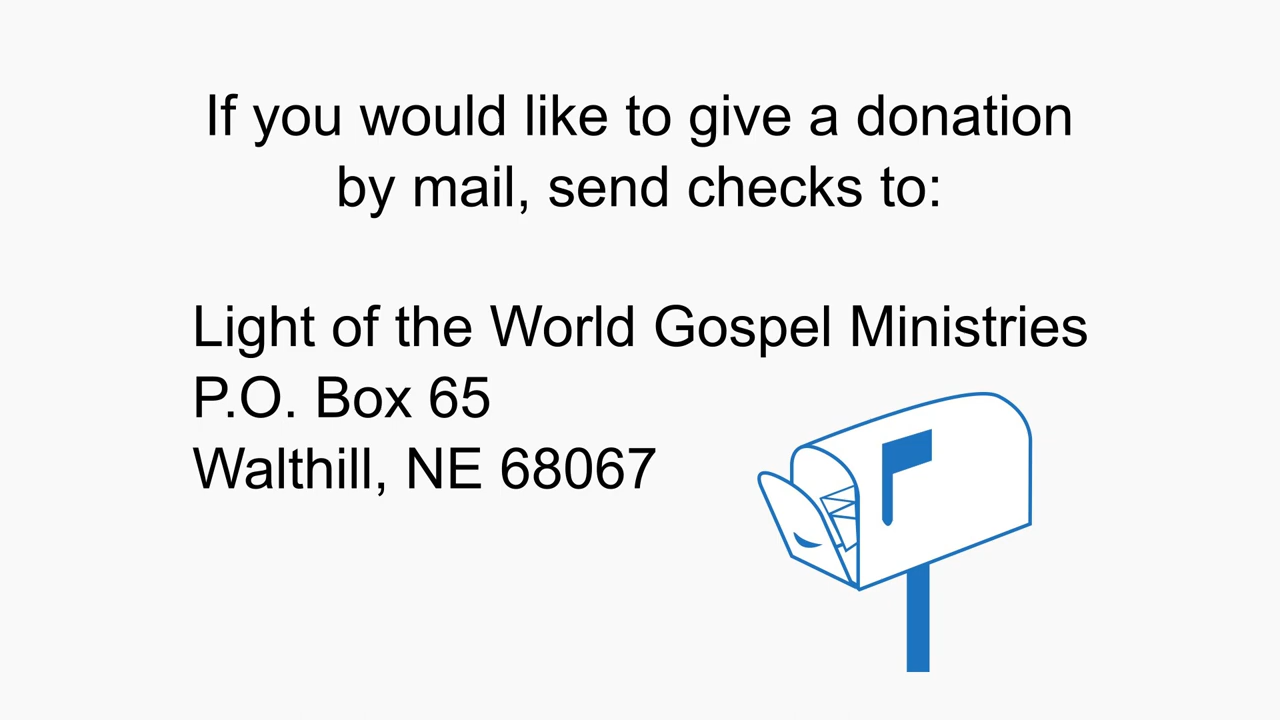 If you would like to give a donation
by mail, send checks to:
Light of the World Gospel Ministries
P.O. Box 65
Walthill, NE 68067